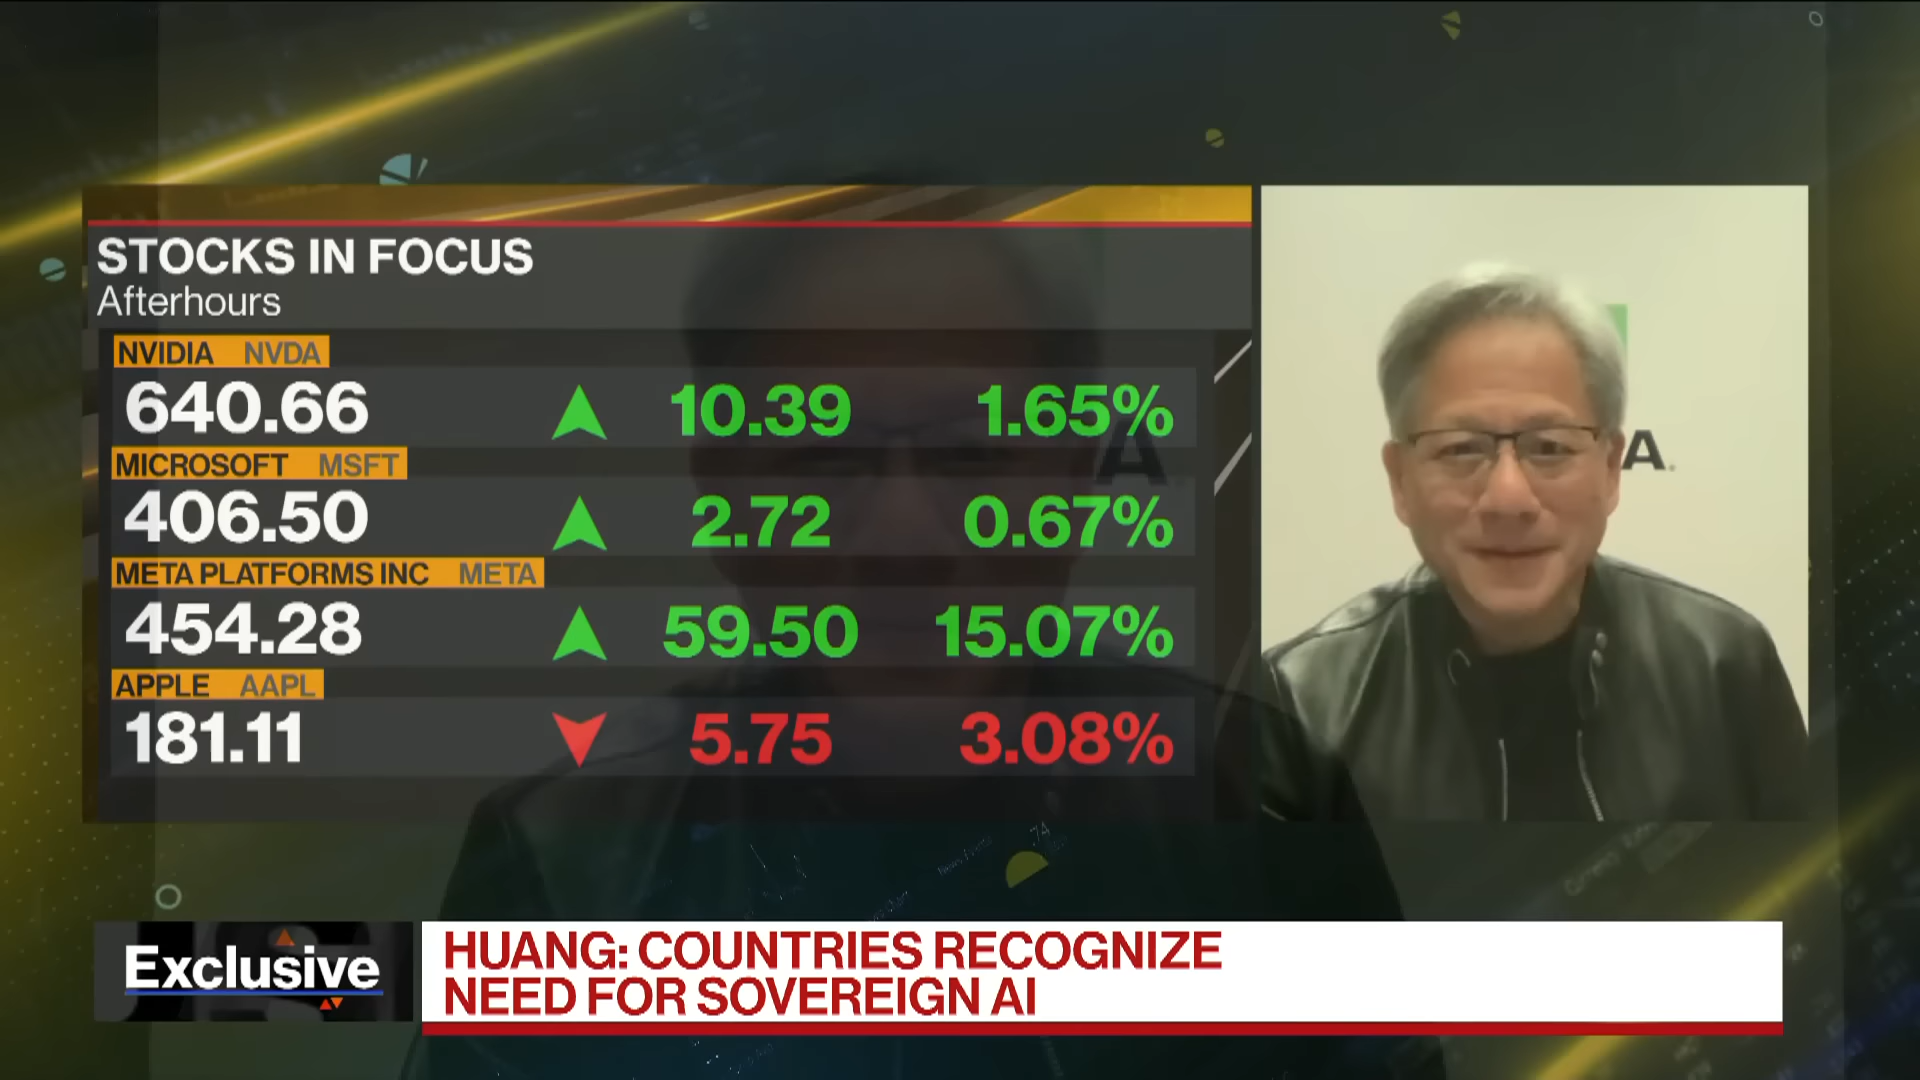 STOCKS IN FOCUS
Afterhours
NVIDIA NVDA
640.66 10.39 1.65%
MICROSOFT MSFT
406.50 2.72 0.67%
META PLATFORMS INC META
454.28 59.50 15.07%
APPLE AAPL
181.11 5.75 3.08%
A.
A
74
Exclusive
HUANG: COUNTRIES RECOGNIZE
NEED FOR SOVEREIGN AI